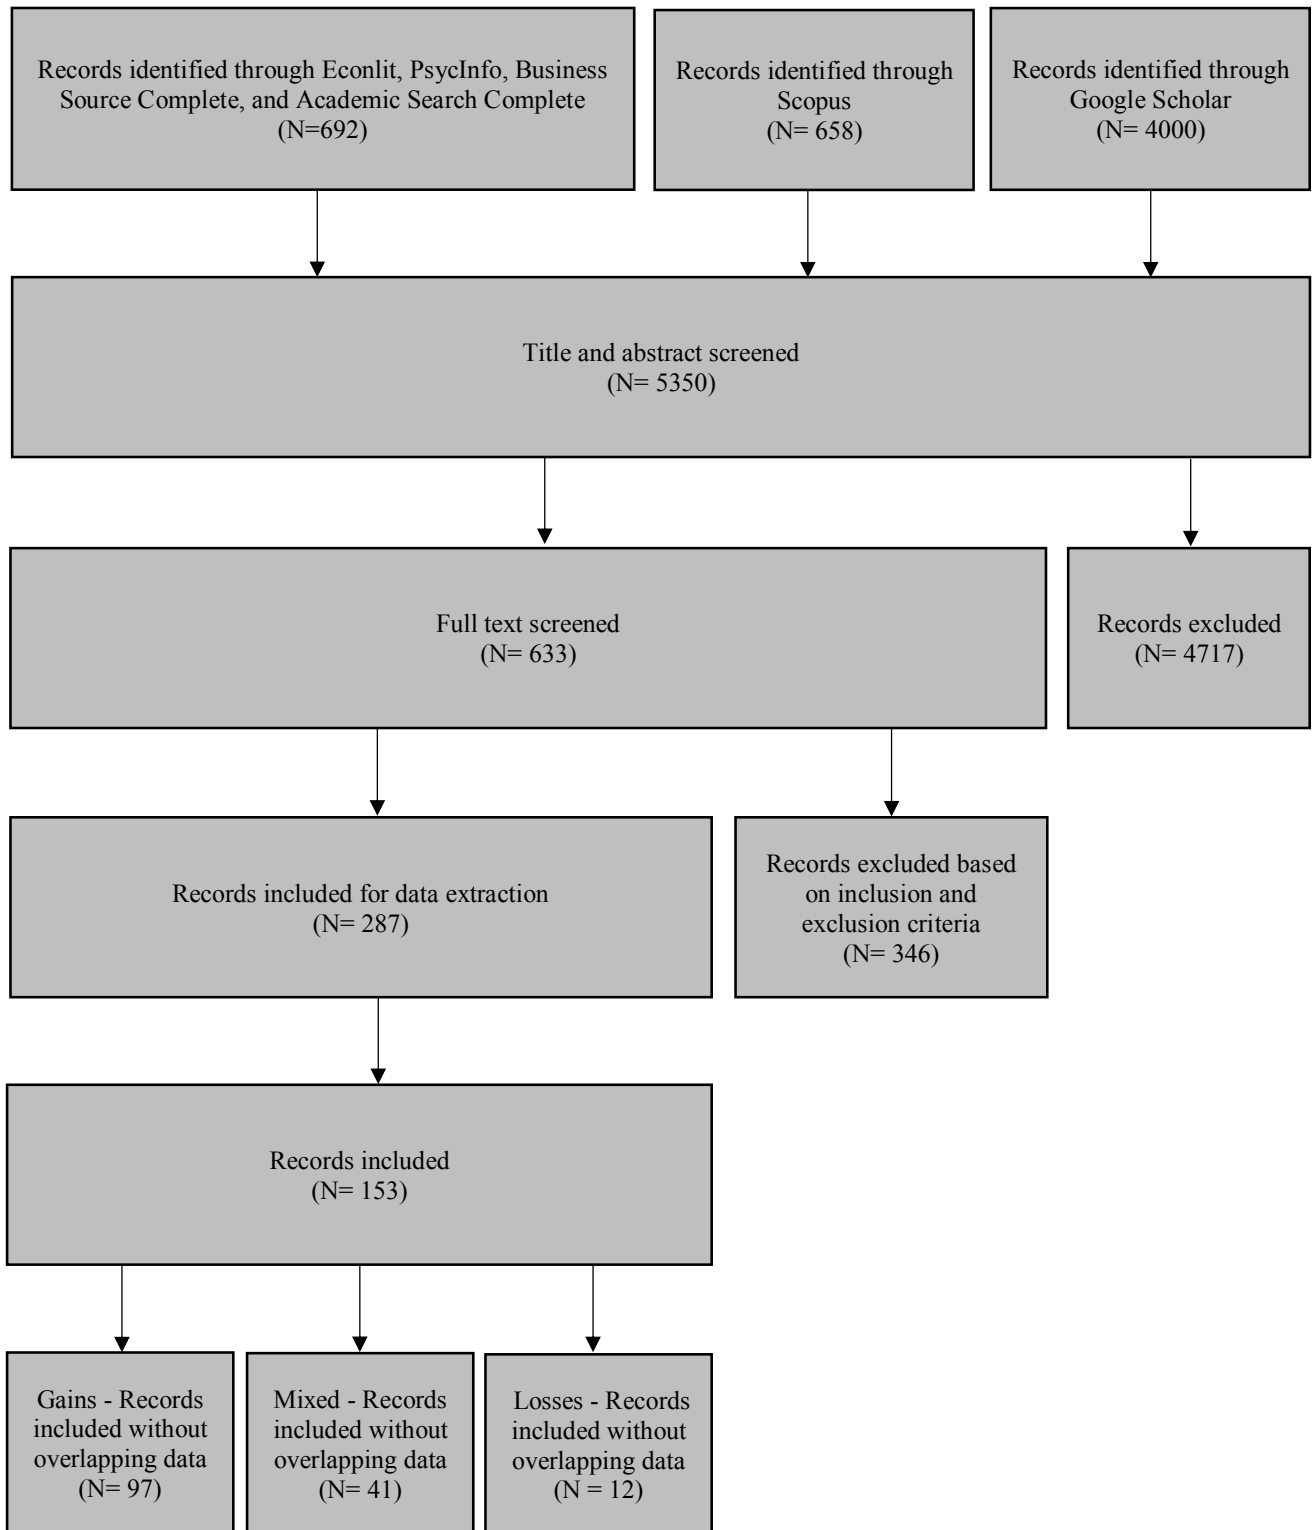 Records identified through Econlit, PsycInfo, Business
Source Complete, and Academic Search Complete
(N=692)
Records identified through
Scopus
(N= 658)
Records identified through
Google Scholar
(N= 4000)
Title and abstract screened
(N= 5350)
Full text screened
(N= 633)
Records excluded
(N= 4717)
Records included for data extraction
(N= 287)
Records excluded based
on inclusion and
exclusion criteria
(N= 346)
Records included
(N= 153)
Gains - Records
included without
overlapping data
(N= 97)
Mixed - Records
included without
overlapping data
(N= 41)
Losses - Records
included without
overlapping data
(N = 12)